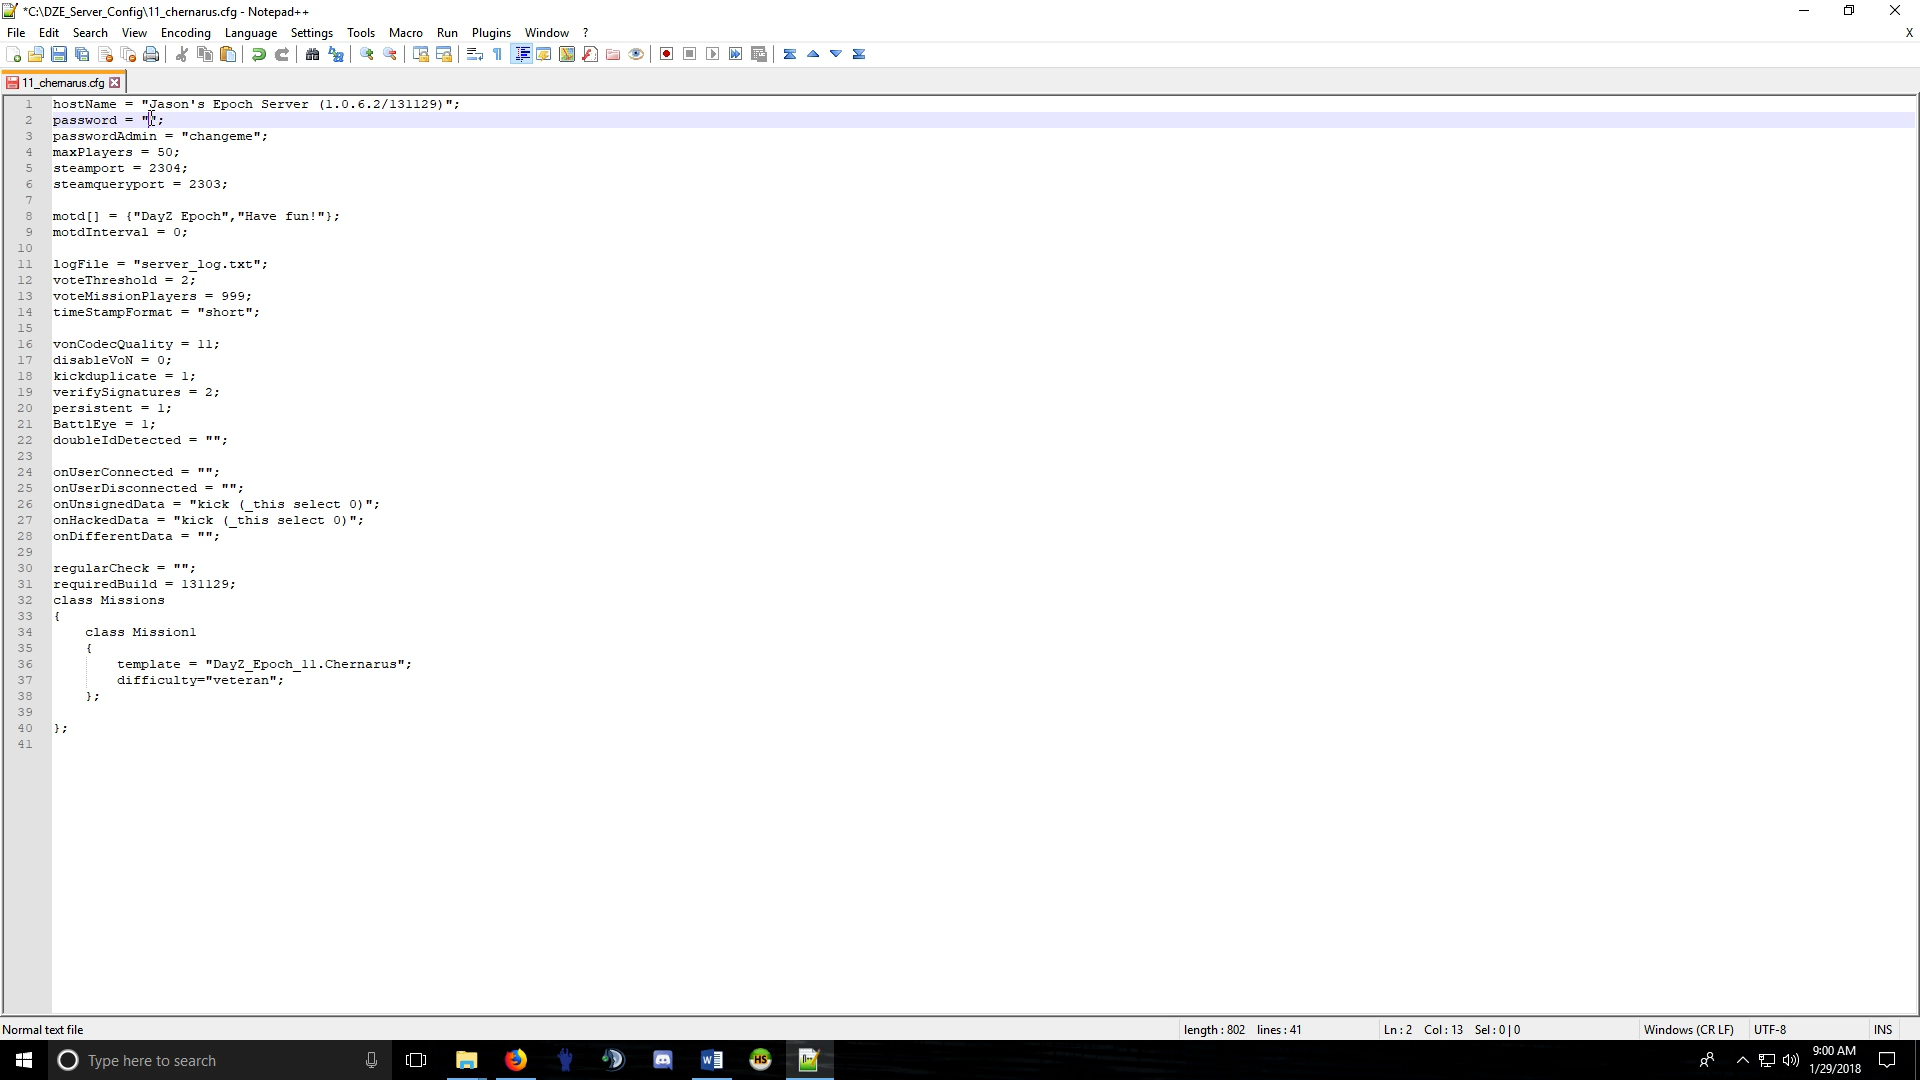 *C:\DZE_Server_Config\11_chernarus.cfg - Notepad++
File Edit Search View Encoding Language Settings Tools Macro Run Plugins Window ? X
11_chernarus.cfg
1 hostName = "Jason's Epoch Server (1.0.6.2/131129)";
2 password = "";
3 passwordAdmin = "changeme";
4 maxPlayers = 50;
5 steamport = 2304;
6 steamqueryport = 2303;
7
8 motd[] = {"DayZ Epoch","Have fun!"};
9 motdInterval = 0;
10
11 logFile = "server_log.txt";
12 voteThreshold = 2;
13 voteMissionPlayers = 999;
14 timeStampFormat = "short";
15
16 vonCodecQuality = 11;
17 disableVoN = 0;
18 kickduplicate = 1;
19 verifySignatures = 2;
20 persistent = 1;
21 BattlEye = 1;
22 doubleIdDetected = "";
23
24 onUserConnected = "";
25 onUserDisconnected = "";
26 onUnsignedData = "kick (_this select 0)";
27 onHackedData = "kick (_this select 0)";
28 onDifferentData = "";
29
30 regularCheck = "";
31 requiredBuild = 131129;
32 class Missions
33 {
34 class Mission1
35 {
36 template = "DayZ_Epoch_11.Chernarus";
37 difficulty="veteran";
38 };
39
40 };
41
Normal text file length : 802 lines : 41 Ln : 2 Col : 13 Sel : 0 | 0 Windows (CR LF) UTF-8 INS
Type here to search
HS
9:00 AM
1/29/2018